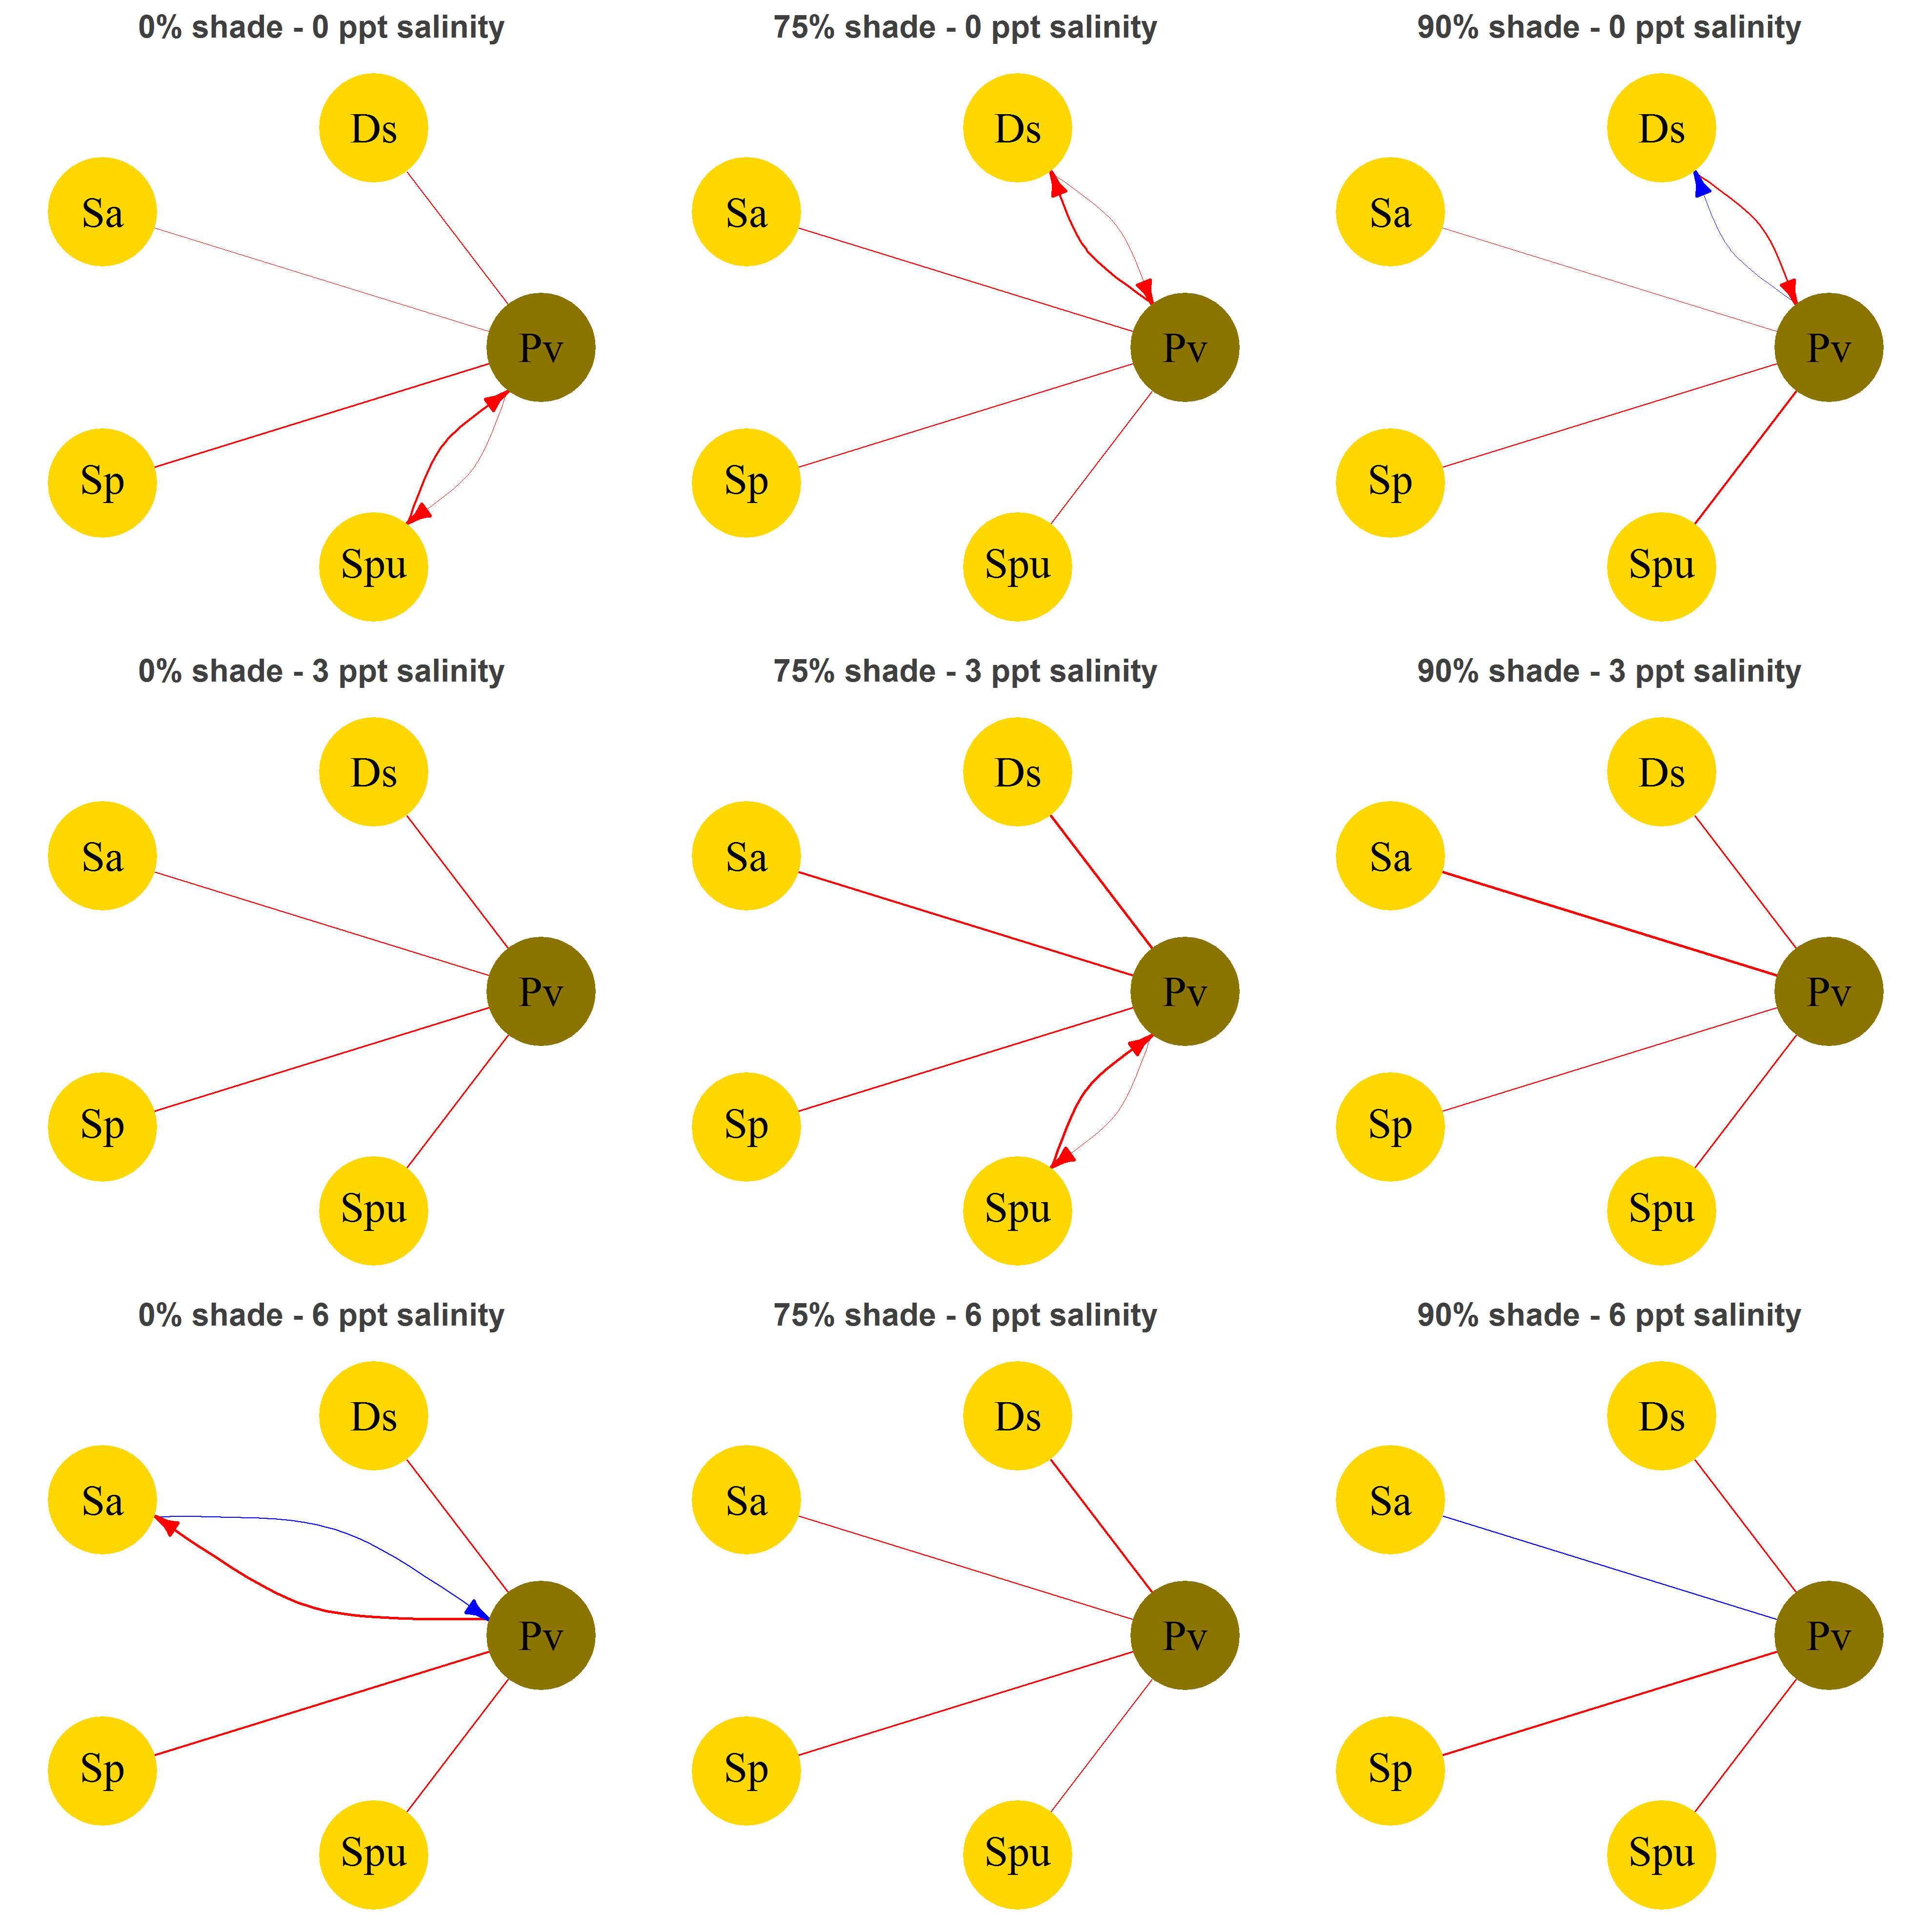 0% shade - 0 ppt salinity
75% shade - 0 ppt salinity
90% shade - 0 ppt salinity
Ds
Sa
Pv
Sp
Spu
Ds
Sa
Pv
Sp
Spu
Ds
Sa
Pv
Sp
Spu
0% shade - 3 ppt salinity
75% shade - 3 ppt salinity
90% shade - 3 ppt salinity
Ds
Sa
Pv
Sp
Spu
Ds
Sa
Pv
Sp
Spu
Ds
Sa
Pv
Sp
Spu
0% shade - 6 ppt salinity
75% shade - 6 ppt salinity
90% shade - 6 ppt salinity
Ds
Sa
Pv
Sp
Spu
Ds
Sa
Pv
Sp
Spu
Ds
Sa
Pv
Sp
Spu